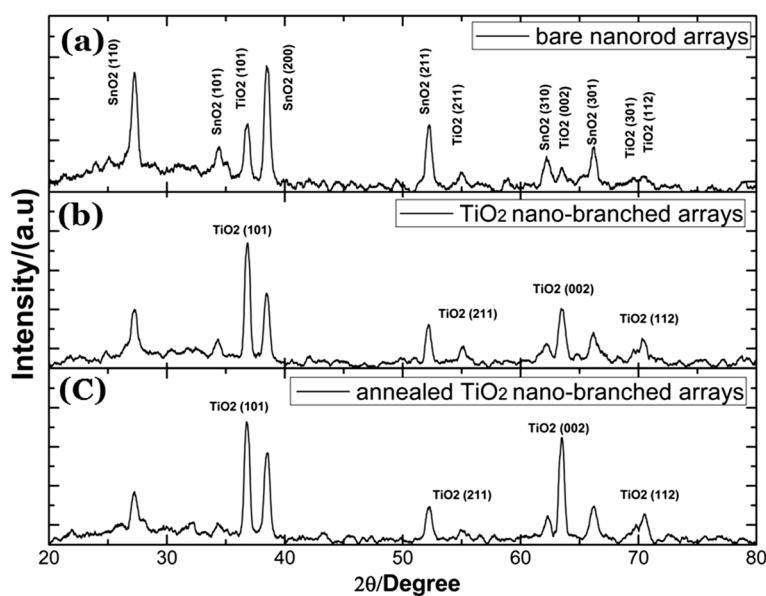 (a)
bare nanorod arrays
SnO2 (110)
SnO2 (101)
TiO2 (101)
SnO2 (200)
SnO2 (211)
TiO2 (211)
SnO2 (310)
TiO2 (002)
SnO2 (301)
TiO2 (301)
TiO2 (112)
(b)
TiO2 nano-branched arrays
TiO2 (101)
TiO2 (211)
TiO2 (002)
TiO2 (112)
(C)
annealed TiO2 nano-branched arrays
TiO2 (101)
TiO2 (211)
TiO2 (002)
TiO2 (112)
Intensity/(a.u)
20 30 40 50 60 70 80
2θ/Degree